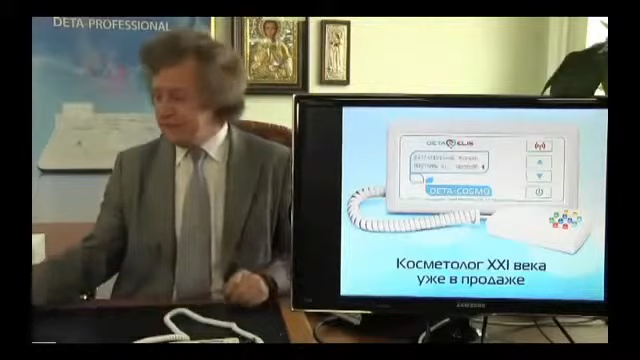 DETA-PROFESSIONAL
DETA ELIS
DETA-COSMO
Косметолог XXI века
уже в продаже
SAMSUNG